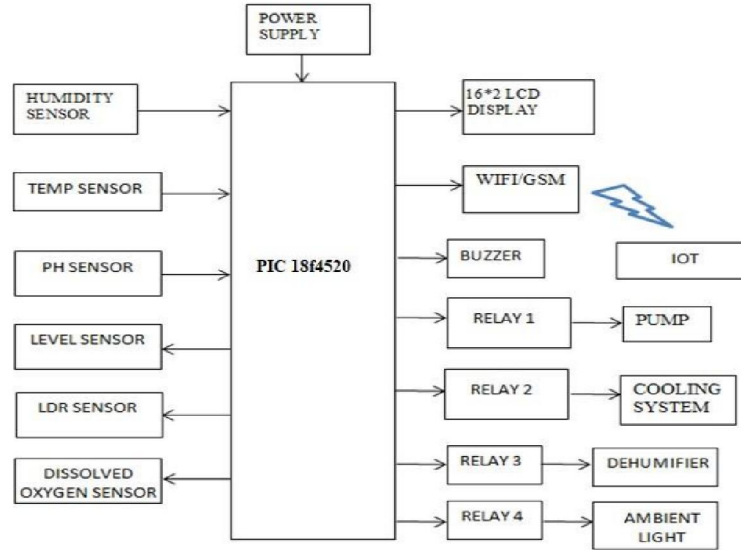 POWER
SUPPLY
HUMIDITY
SENSOR
TEMP SENSOR
PH SENSOR
LEVEL SENSOR
LDR SENSOR
DISSOLVED
OXYGEN SENSOR
PIC 18f4520
16*2 LCD
DISPLAY
WIFI/GSM
BUZZER
IOT
RELAY 1
PUMP
RELAY 2
COOLING
SYSTEM
RELAY 3
DEHUMIFIER
RELAY 4
AMBIENT
LIGHT